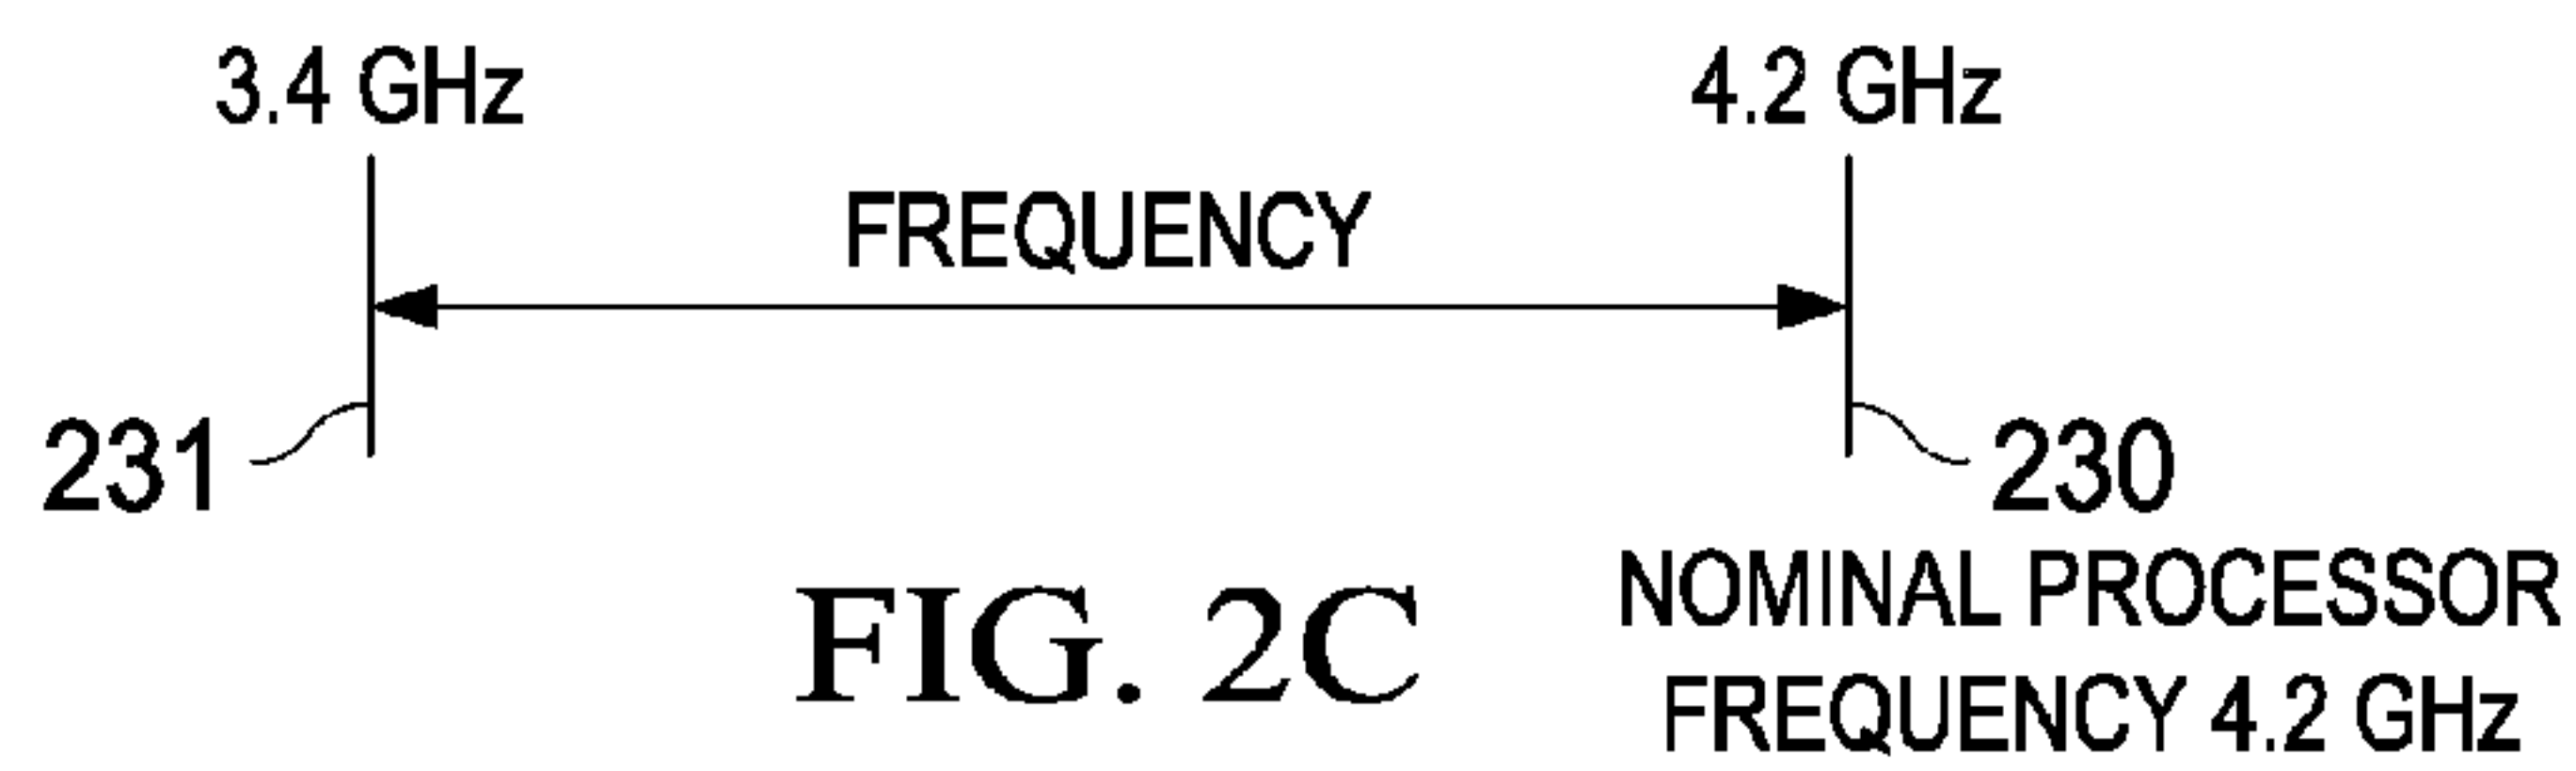 3.4 GHz
4.2 GHz
FREQUENCY
231
230
NOMINAL PROCESSOR
FREQUENCY 4.2 GHz
FIG. 2C